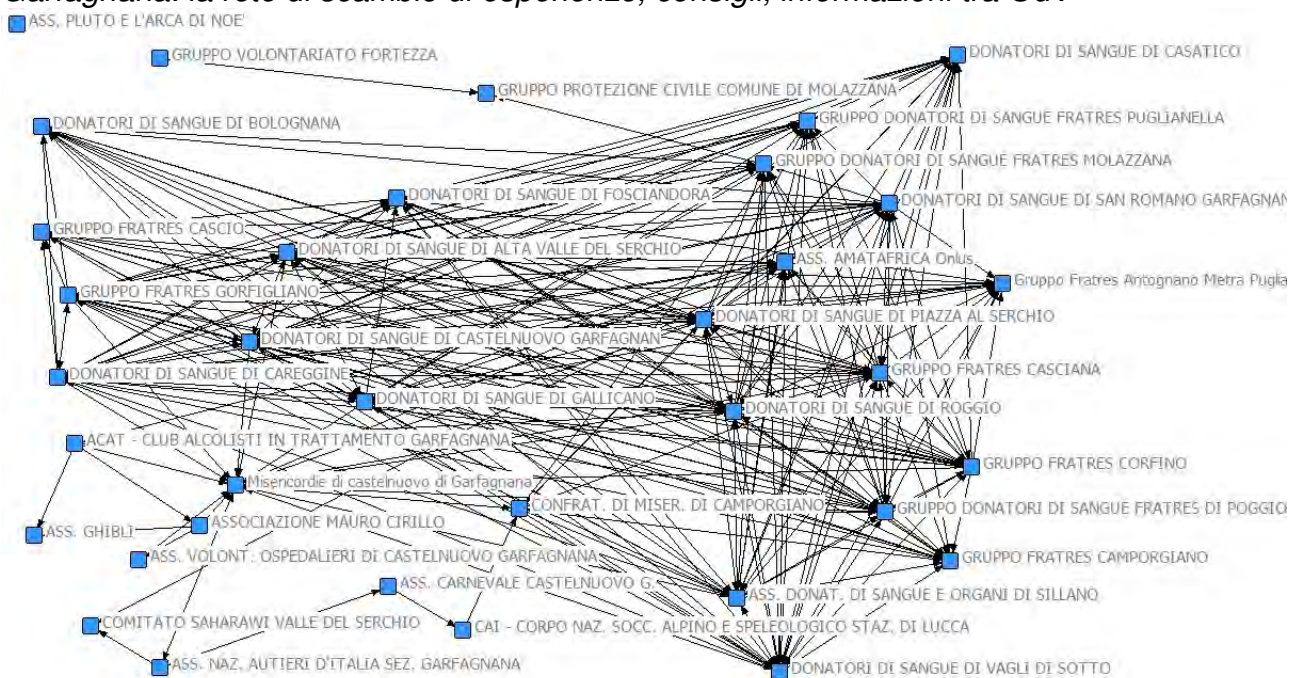 Garfagnana: la rete di scambio di esperienze, consigli, informazioni tra OdV
ASS. PLUTO E L'ARCA DI NOE'
GRUPPO VOLONTARIATO FORTEZZA
DONATORI DI SANGUE DI CASATICO
GRUPPO PROTEZIONE CIVILE COMUNE DI MOLAZZANA
DONATORI DI SANGUE DI BOLOGNANA
GRUPPO DONATORI DI SANGUE FRATRES PUGLIANELLA
GRUPPO DONATORI DI SANGUE FRATRES MOLAZZANA
DONATORI DI SANGUE DI FOSCIANDORA
DONATORI DI SANGUE DI SAN ROMANO GARFAGNAN
GRUPPO FRATRES CASCIO
DONATORI DI SANGUE DI ALTA VALLE DEL SERCHIO
ASS. AMATAFRICA Onlus
Gruppo Fratres Antognano Metra Puglia
GRUPPO FRATRES GORFIGLIANO
DONATORI DI SANGUE DI PIAZZA AL SERCHIO
DONATORI DI SANGUE DI CASTELNUOVO GARFAGNAN
DONATORI DI SANGUE DI CAREGGINE
GRUPPO FRATRES CASCIANA
DONATORI DI SANGUE DI GALLICANO
DONATORI DI SANGUE DI ROGGIO
ACAT - CLUB ALCOLISTI IN TRATTAMENTO GARFAGNANA
GRUPPO FRATRES CORFINO
Misericordie di castelnuovo di Garfagnana
CONFRAT. DI MISER. DI CAMPORGIANO
GRUPPO DONATORI DI SANGUE FRATRES DI POGGIO
ASSOCIAZIONE MAURO CIRILLO
ASS. GHIBLI
ASS. VOLONT. OSPEDALIERI DI CASTELNUOVO GARFAGNANA
GRUPPO FRATRES CAMPORGIANO
ASS. CARNEVALE CASTELNUOVO G.
ASS. DONAT. DI SANGUE E ORGANI DI SILLANO
COMITATO SAHARAWI VALLE DEL SERCHIO
CAI - CORPO NAZ. SOCC. ALPINO E SPELEOLOGICO STAZ. DI LUCCA
ASS. NAZ. AUTIERI D'ITALIA SEZ. GARFAGNANA
DONATORI DI SANGUE DI VAGLI DI SOTTO